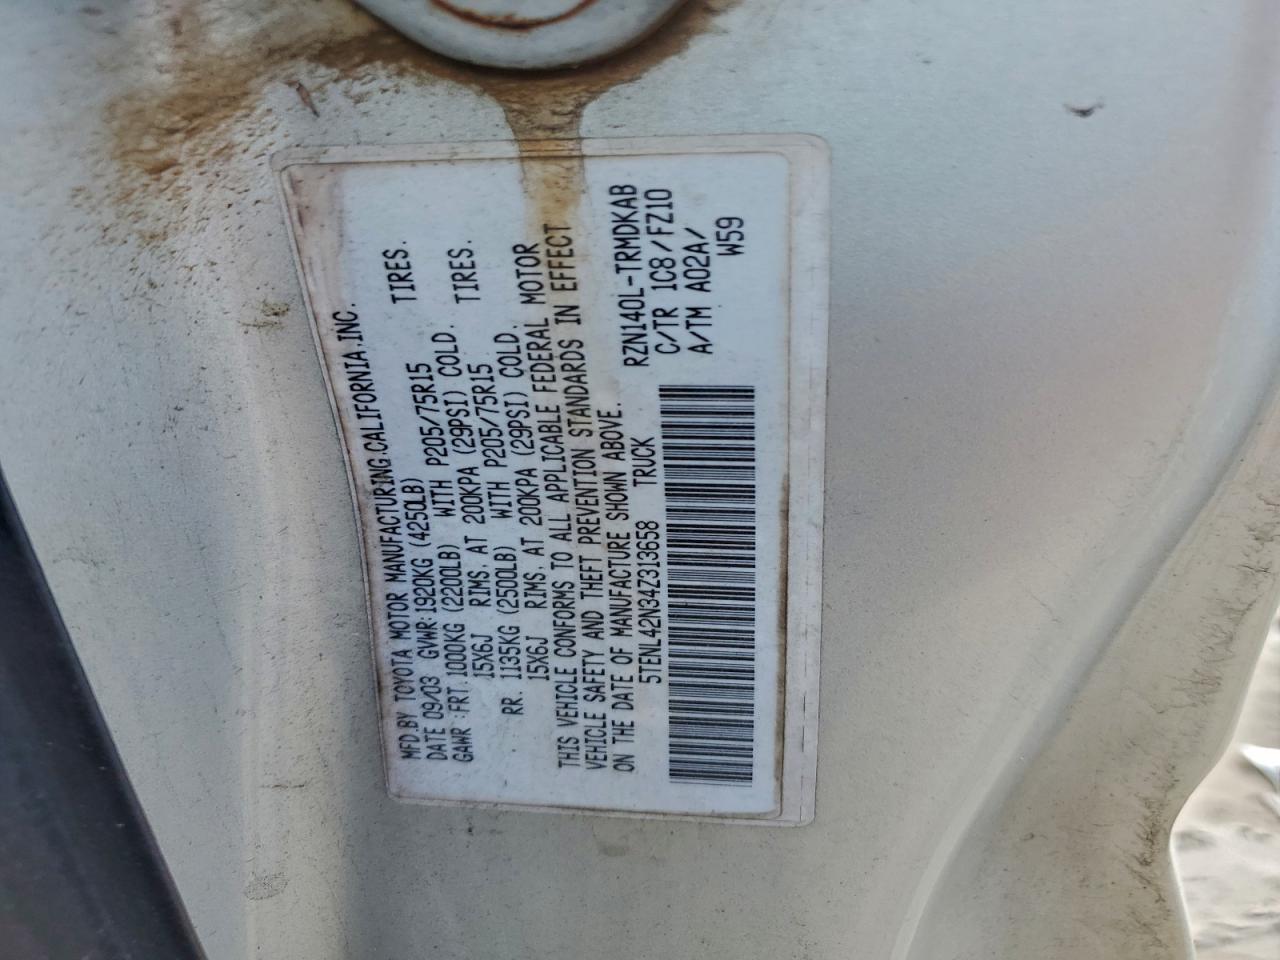 MFD.BY TOYOTA MOTOR MANUFACTURING.CALIFORNIA.INC.
DATE 09/03 GVWR:1920KG (4250LB)
GAWR :FRT.1000KG (2200LB) WITH P205/75R15 TIRES.
15X6J RIMS. AT 200KPA (29PSI) COLD.
RR. 1135KG (2500LB) WITH P205/75R15 TIRES.
15X6J RIMS. AT 200KPA (29PSI) COLD.
THIS VEHICLE CONFORMS TO ALL APPLICABLE FEDERAL MOTOR
VEHICLE SAFETY AND THEFT PREVENTION STANDARDS IN EFFECT
ON THE DATE OF MANUFACTURE SHOWN ABOVE.
5TENL42N34Z313658 TRUCK
RZN140L-TRMDKAB
C/TR 1C8/FZ10
A/TM A02A/
W59